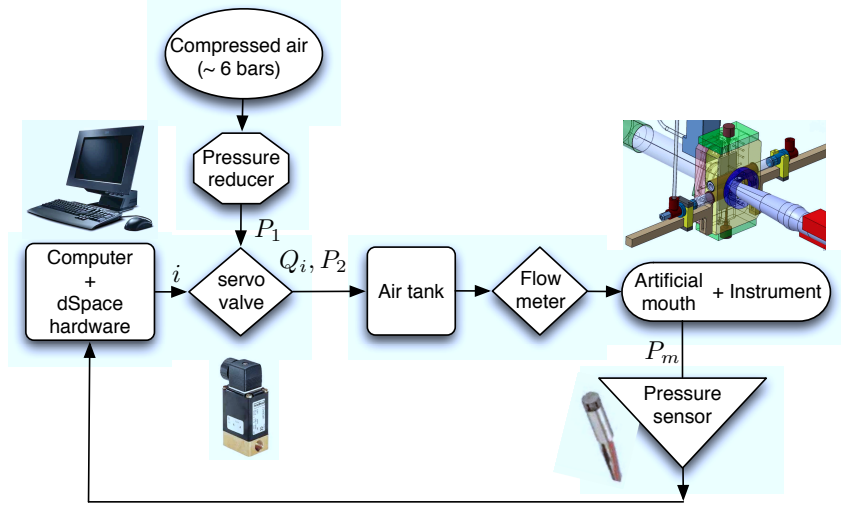 Compressed air
(~ 6 bars)
Pressure
reducer
P₁
Computer
+
dSpace
hardware
i
servo
valve
Qᵢ, P₂
Air tank
Flow
meter
Artificial
mouth
+ Instrument
Pₘ
Pressure
sensor